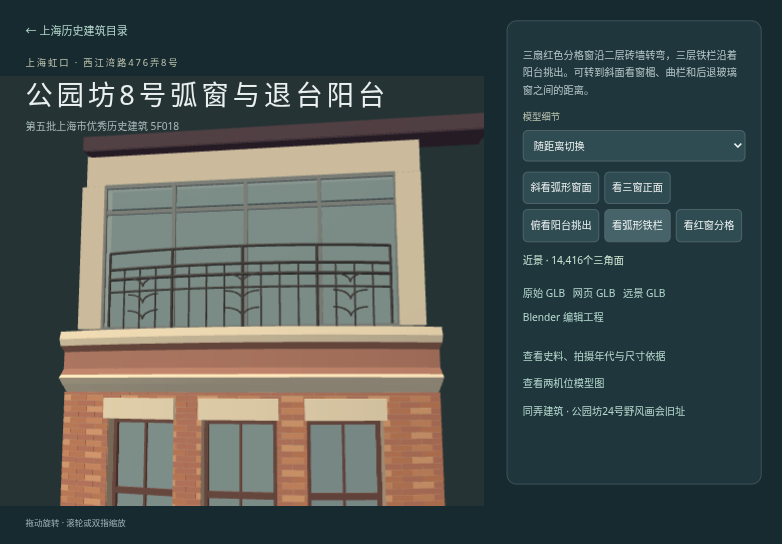 ← 上海历史建筑目录
上海虹口 · 西江湾路476弄8号
公园坊8号弧窗与退台阳台
第五批上海市优秀历史建筑 5F018
拖动旋转 · 滚轮或双指缩放
三扇红色分格窗沿二层砖墙转弯，三层铁栏沿着
阳台挑出。可转到斜面看窗楣、曲栏和后退玻璃
窗之间的距离。
模型细节
随距离切换
斜看弧形窗面 看三窗正面
俯看阳台挑出 看弧形铁栏 看红窗分格
近景 · 14,416个三角面
原始 GLB 网页 GLB 远景 GLB
Blender 编辑工程
查看史料、拍摄年代与尺寸依据
查看两机位模型图
同弄建筑 · 公园坊24号野风画会旧址